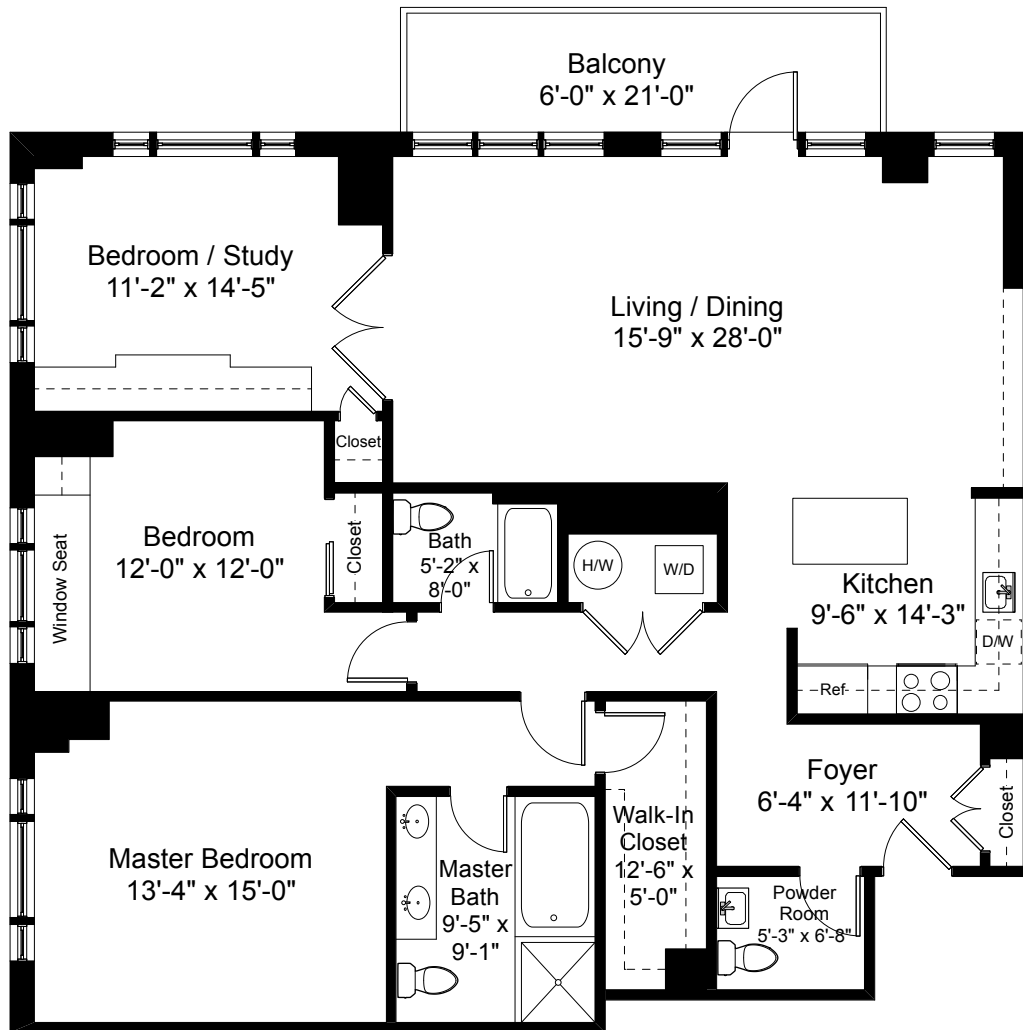 Balcony
6'-0" x 21'-0"
Bedroom / Study
11'-2" x 14'-5"
Living / Dining
15'-9" x 28'-0"
Closet
Bedroom
12'-0" x 12'-0"
Window Seat
Closet
Bath
5'-2" x
8'-0"
H/W
W/D
Kitchen
9'-6" x 14'-3"
D/W
Ref
Foyer
6'-4" x 11'-10"
Closet
Master Bedroom
13'-4" x 15'-0"
Master
Bath
9'-5" x
9'-1"
Walk-In
Closet
12'-6" x
5'-0"
Powder
Room
5'-3" x 6'-8"